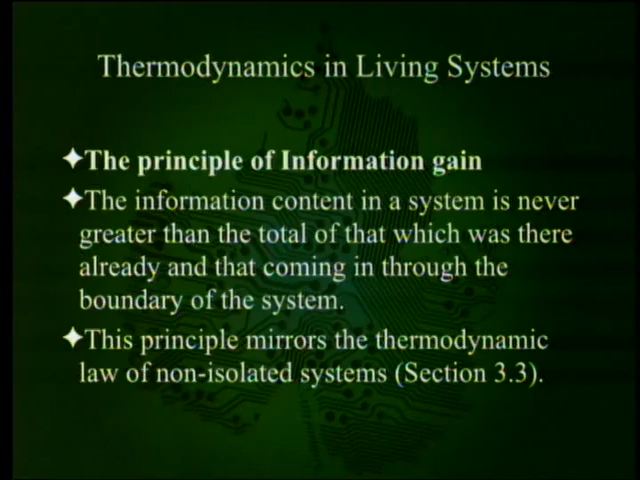 Thermodynamics in Living Systems
✦The principle of Information gain
✦The information content in a system is never
greater than the total of that which was there
already and that coming in through the
boundary of the system.
✦This principle mirrors the thermodynamic
law of non-isolated systems (Section 3.3).